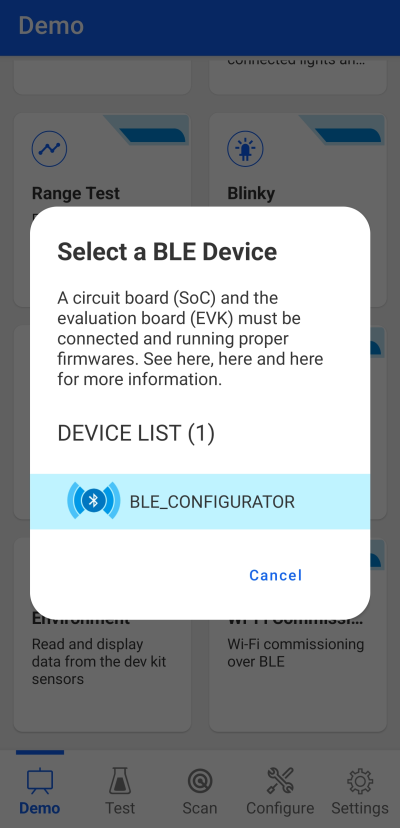 Demo
connected lights an...
Range Test
Blinky
Select a BLE Device
A circuit board (SoC) and the
evaluation board (EVK) must be
connected and running proper
firmwares. See here, here and here
for more information.
DEVICE LIST (1)
BLE_CONFIGURATOR
Cancel
Environment
Wi-Fi Commissi...
Read and display
data from the dev kit
sensors
Wi-Fi commissioning
over BLE
Demo
Test
Scan
Configure
Settings